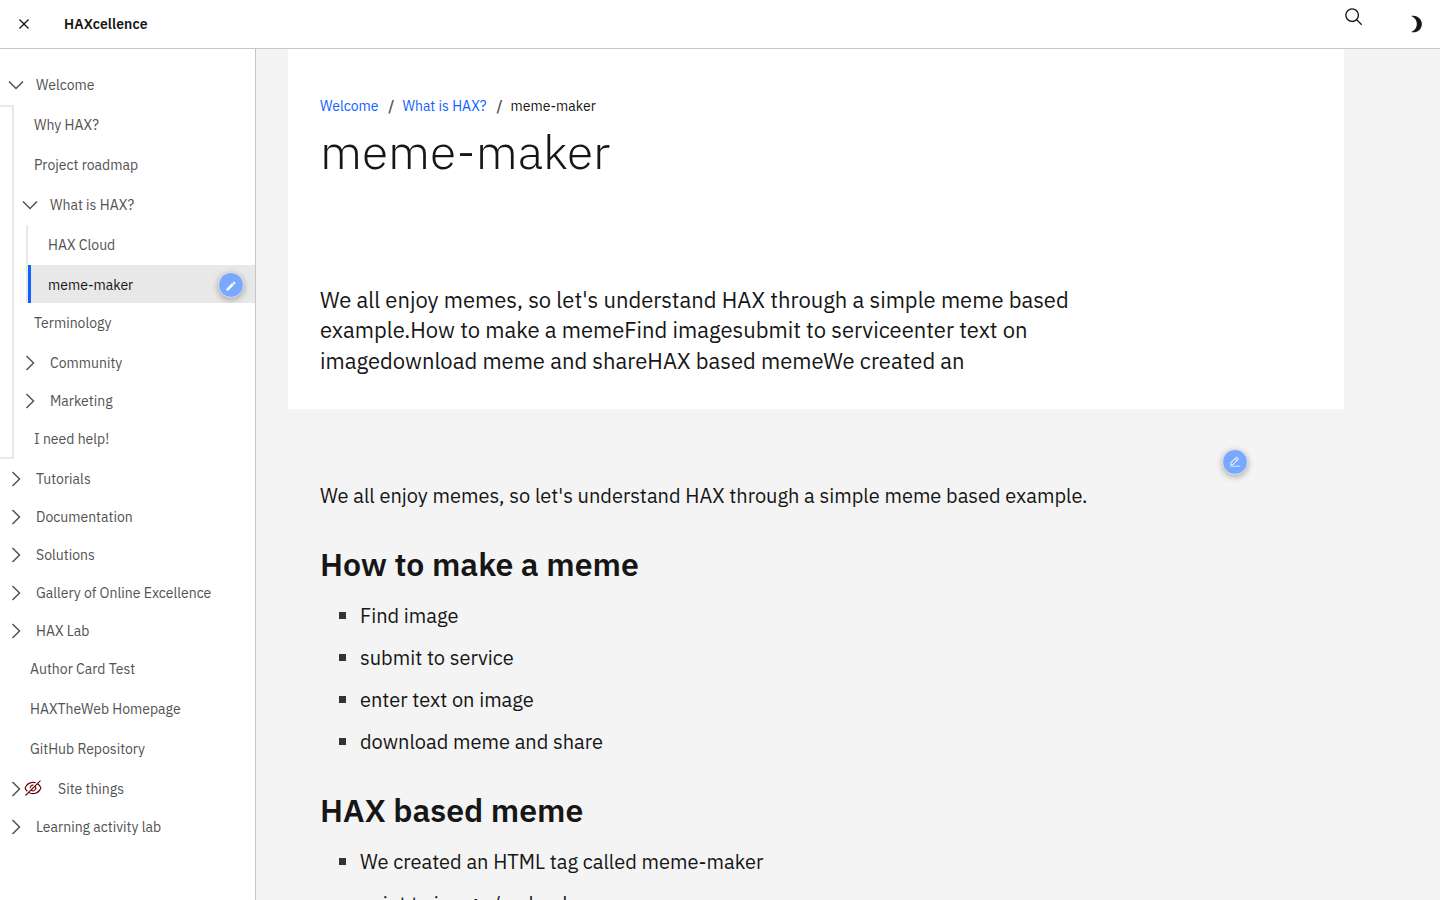 HAXcellence
Welcome
Why HAX?
Project roadmap
What is HAX?
HAX Cloud
meme-maker
Terminology
Community
Marketing
I need help!
Tutorials
Documentation
Solutions
Gallery of Online Excellence
HAX Lab
Author Card Test
HAXTheWeb Homepage
GitHub Repository
Site things
Learning activity lab
Welcome / What is HAX? / meme-maker
meme-maker
We all enjoy memes, so let's understand HAX through a simple meme based
example.How to make a memeFind imagesubmit to serviceenter text on
imagedownload meme and shareHAX based memeWe created an
We all enjoy memes, so let's understand HAX through a simple meme based example.
How to make a meme
Find image
submit to service
enter text on image
download meme and share
HAX based meme
We created an HTML tag called meme-maker